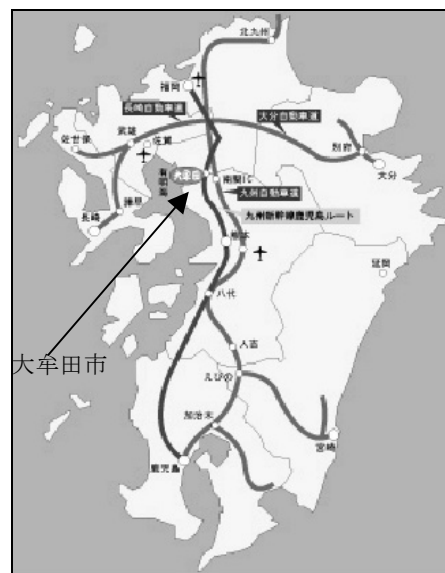 北九州
福岡
長崎自動車道
大分自動車道
佐世保
武雄
佐賀
別府
大分
有明海
大牟田
南関IC
九州自動車道
長崎
諫早
九州新幹線鹿児島ルート
熊本
延岡
八代
大牟田市
人吉
えびの
加治木
宮崎
鹿児島